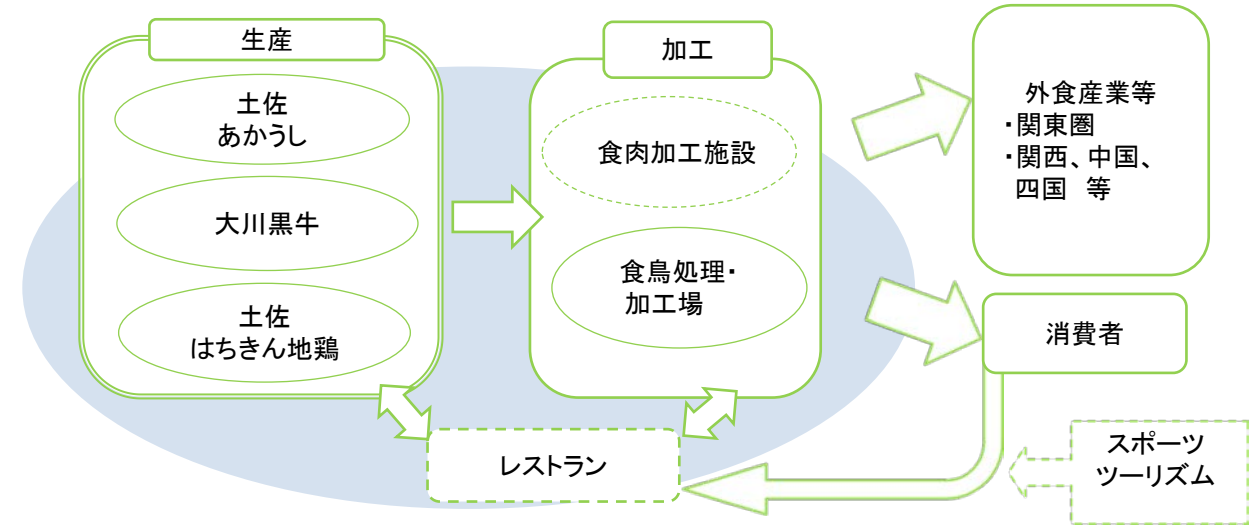 生産
土佐
あかうし
大川黒牛
土佐
はちきん地鶏
加工
食肉加工施設
食鳥処理・
加工場
外食産業等
・関東圏
・関西、中国、
四国　等
消費者
レストラン
スポーツ
ツーリズム